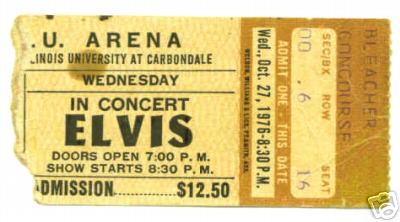 .U. ARENA
LINOIS UNIVERSITY AT CARBONDALE
WEDNESDAY
IN CONCERT
ELVIS
DOORS OPEN 7:00 P. M.
SHOW STARTS 8:30 P. M.
ADMISSION $12.50
Wed., Oct. 27, 1976-8:30 P.M.
ADMIT ONE - THIS DATE
SEC/BX ROW SEAT
00 6 16
BLEACHER
CONCOURSE